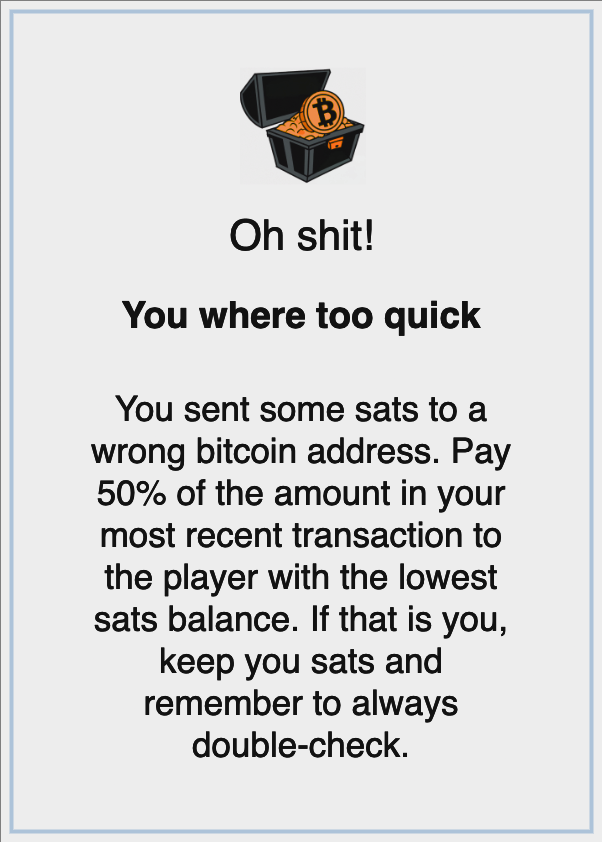 Oh shit!
You where too quick
You sent some sats to a
wrong bitcoin address. Pay
50% of the amount in your
most recent transaction to
the player with the lowest
sats balance. If that is you,
keep you sats and
remember to always
double-check.